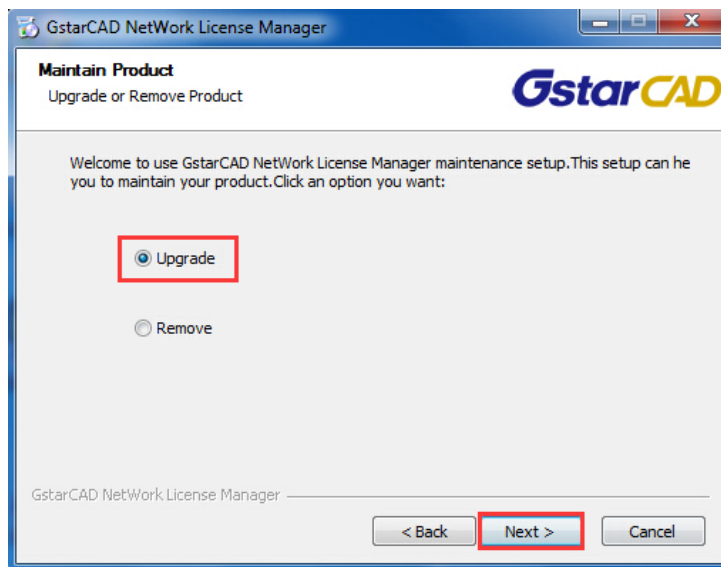 GstarCAD NetWork License Manager
Maintain Product
Upgrade or Remove Product
GstarCAD
Welcome to use GstarCAD NetWork License Manager maintenance setup.This setup can he
you to maintain your product.Click an option you want:
Upgrade
Remove
GstarCAD NetWork License Manager
< Back
Next >
Cancel